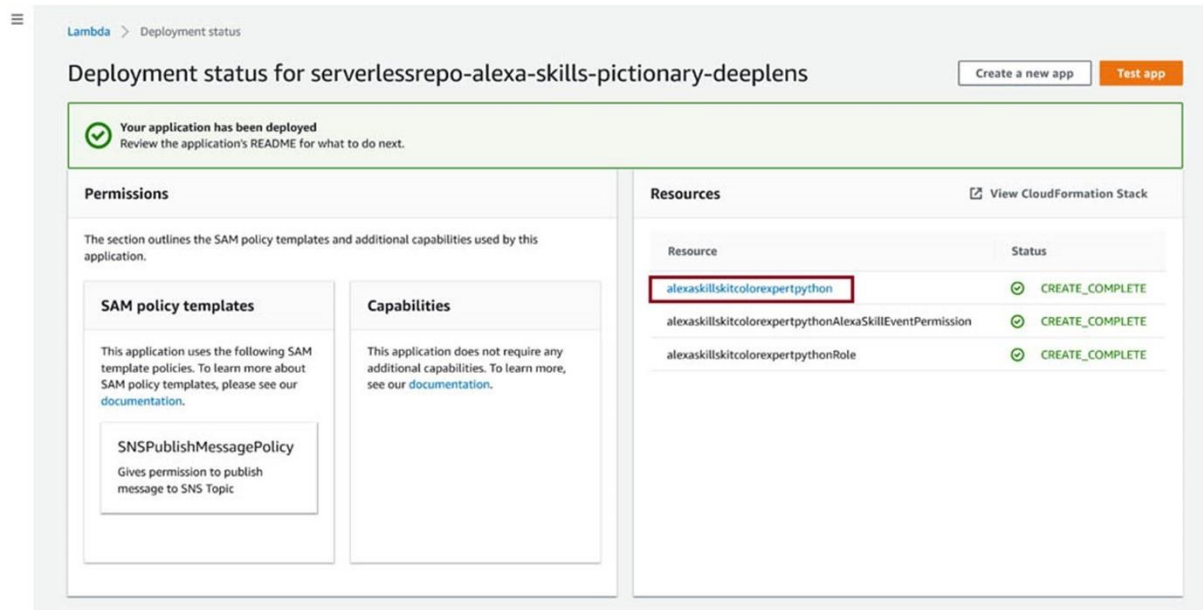 Lambda > Deployment status
Deployment status for serverlessrepo-alexa-skills-pictionary-deeplens
Create a new app
Test app
Your application has been deployed
Review the application's README for what to do next.
Permissions
The section outlines the SAM policy templates and additional capabilities used by this
application.
SAM policy templates
This application uses the following SAM
template policies. To learn more about
SAM policy templates, please see our
documentation.
SNSPublishMessagePolicy
Gives permission to publish
message to SNS Topic
Capabilities
This application does not require any
additional capabilities. To learn more,
see our documentation.
Resources
View CloudFormation Stack
Resource Status
alexaskillskitcolorexpertpython CREATE_COMPLETE
alexaskillskitcolorexpertpythonAlexaSkillEventPermission CREATE_COMPLETE
alexaskillskitcolorexpertpythonRole CREATE_COMPLETE